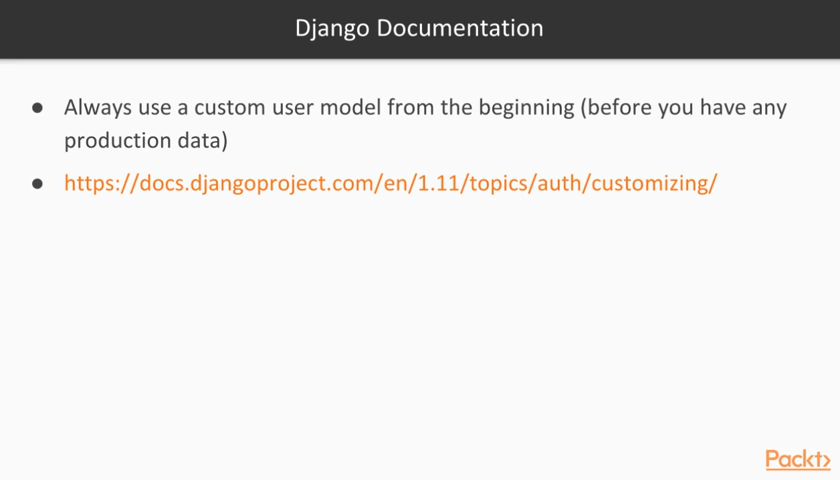 Django Documentation
● Always use a custom user model from the beginning (before you have any
production data)
● https://docs.djangoproject.com/en/1.11/topics/auth/customizing/
Packt>